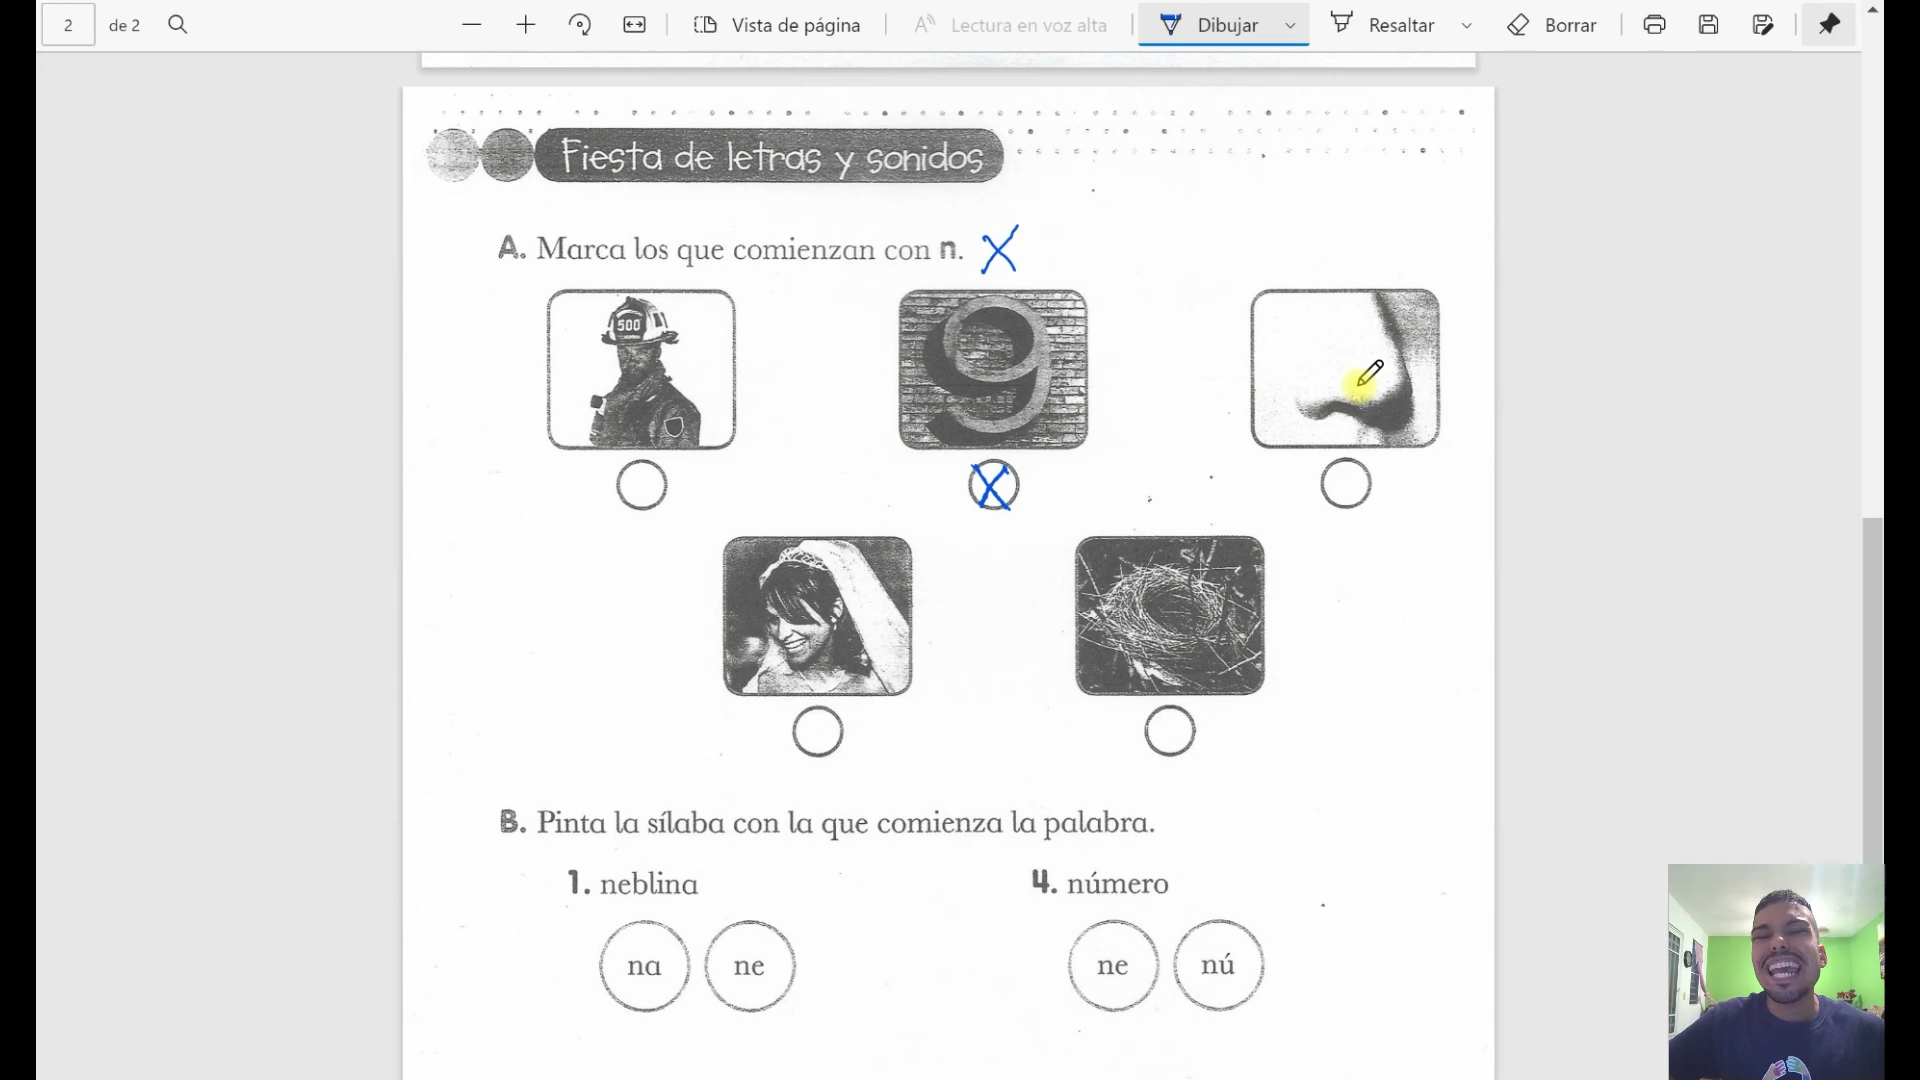 2 de 2 Vista de página Lectura en voz alta Dibujar Resaltar Borrar
Fiesta de letras y sonidos
A. Marca los que comienzan con n. X
500
9
X
B. Pinta la sílaba con la que comienza la palabra.
1. neblina
4. número
na ne
ne nú